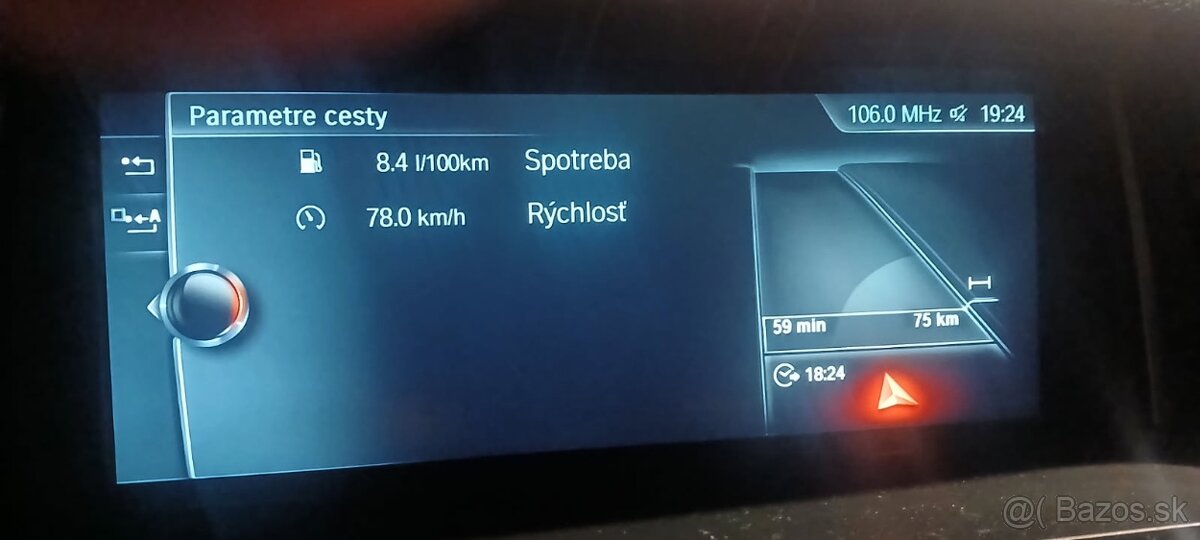 Parametre cesty
106.0 MHz 19:24
8.4 l/100km Spotreba
78.0 km/h Rýchlosť
A
59 min 75 km
18:24
@( Bazos.sk